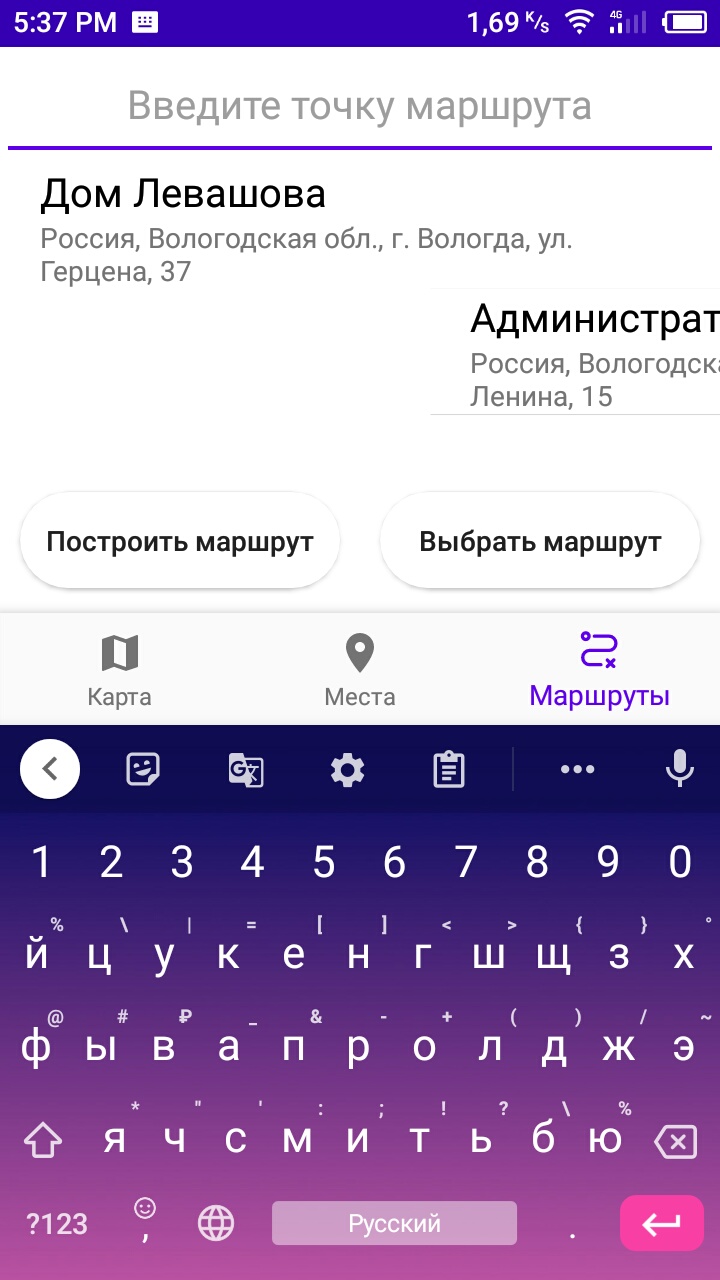 5:37 PM 1,69 K/s 4G
Введите точку маршрута
Дом Левашова
Россия, Вологодская обл., г. Вологда, ул.
Герцена, 37
Администрат
Россия, Вологодска
Ленина, 15
Построить маршрут Выбрать маршрут
Карта Места Маршруты
1 2 3 4 5 6 7 8 9 0
% \ | = [ ] < > { } °
й ц у к е н г ш щ з х
@ # ₽ _ & - + ( ) / ~
ф ы в а п р о л д ж э
* " ' : ; ! ? \ %
я ч с м и т ь б ю
?123 , Русский .